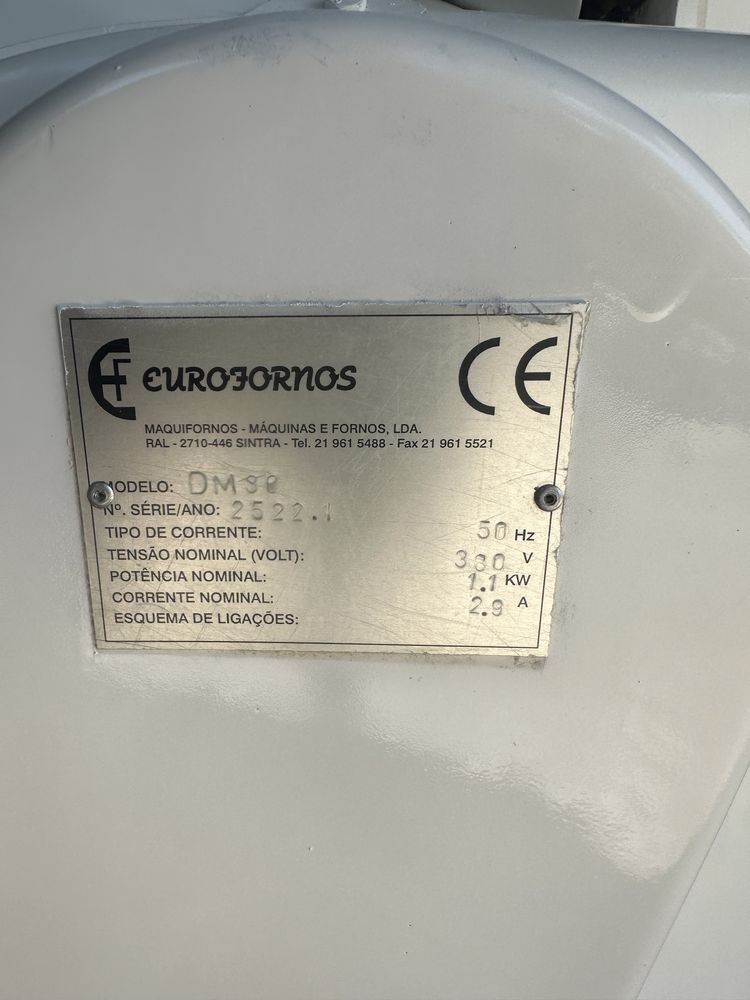 EUROFORNOS
CE
MAQUIFORNOS - MÁQUINAS E FORNOS, LDA.
RAL - 2710-446 SINTRA - Tel. 21 961 5488 - Fax 21 961 5521
MODELO:
Nº. SÉRIE/ANO: 2522.1
TIPO DE CORRENTE: 50 Hz
TENSÃO NOMINAL (VOLT): 380 V
POTÊNCIA NOMINAL: 1.1 KW
CORRENTE NOMINAL: 2.9 A
ESQUEMA DE LIGAÇÕES: